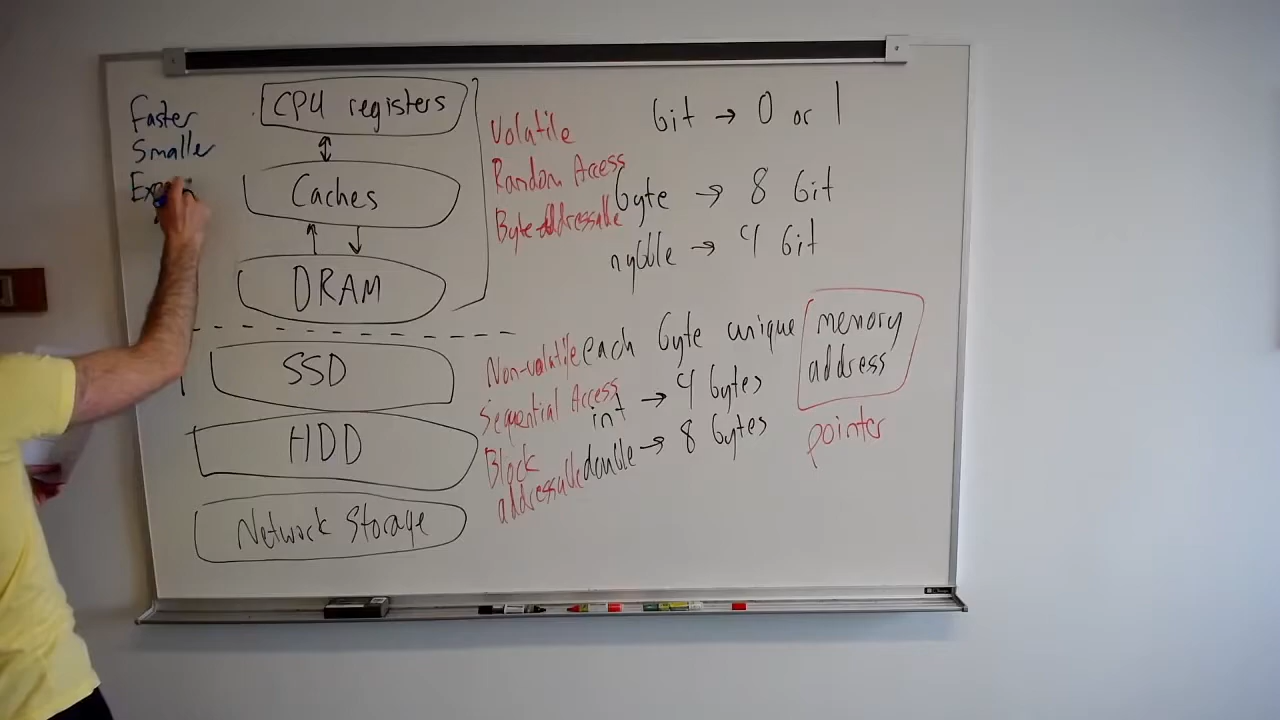 Faster
Smaller
CPU registers
Caches
DRAM
SSD
HDD
Network Storage
Volatile
Random Access
Byte-addressable
Non-volatile
Sequential Access
Block
addressable
bit → 0 or 1
byte → 8 bit
nybble → 4 bit
each byte unique memory
address
int → 4 bytes
double → 8 bytes
pointer